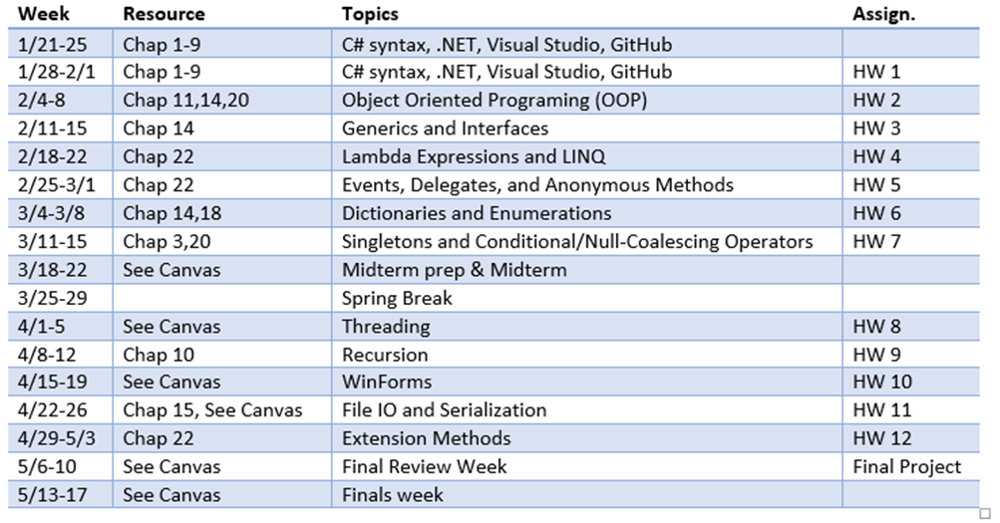 Week Resource Topics Assign.
1/21-25 Chap 1-9 C# syntax, .NET, Visual Studio, GitHub
1/28-2/1 Chap 1-9 C# syntax, .NET, Visual Studio, GitHub HW 1
2/4-8 Chap 11,14,20 Object Oriented Programing (OOP) HW 2
2/11-15 Chap 14 Generics and Interfaces HW 3
2/18-22 Chap 22 Lambda Expressions and LINQ HW 4
2/25-3/1 Chap 22 Events, Delegates, and Anonymous Methods HW 5
3/4-3/8 Chap 14,18 Dictionaries and Enumerations HW 6
3/11-15 Chap 3,20 Singletons and Conditional/Null-Coalescing Operators HW 7
3/18-22 See Canvas Midterm prep & Midterm
3/25-29 Spring Break
4/1-5 See Canvas Threading HW 8
4/8-12 Chap 10 Recursion HW 9
4/15-19 See Canvas WinForms HW 10
4/22-26 Chap 15, See Canvas File IO and Serialization HW 11
4/29-5/3 Chap 22 Extension Methods HW 12
5/6-10 See Canvas Final Review Week Final Project
5/13-17 See Canvas Finals week